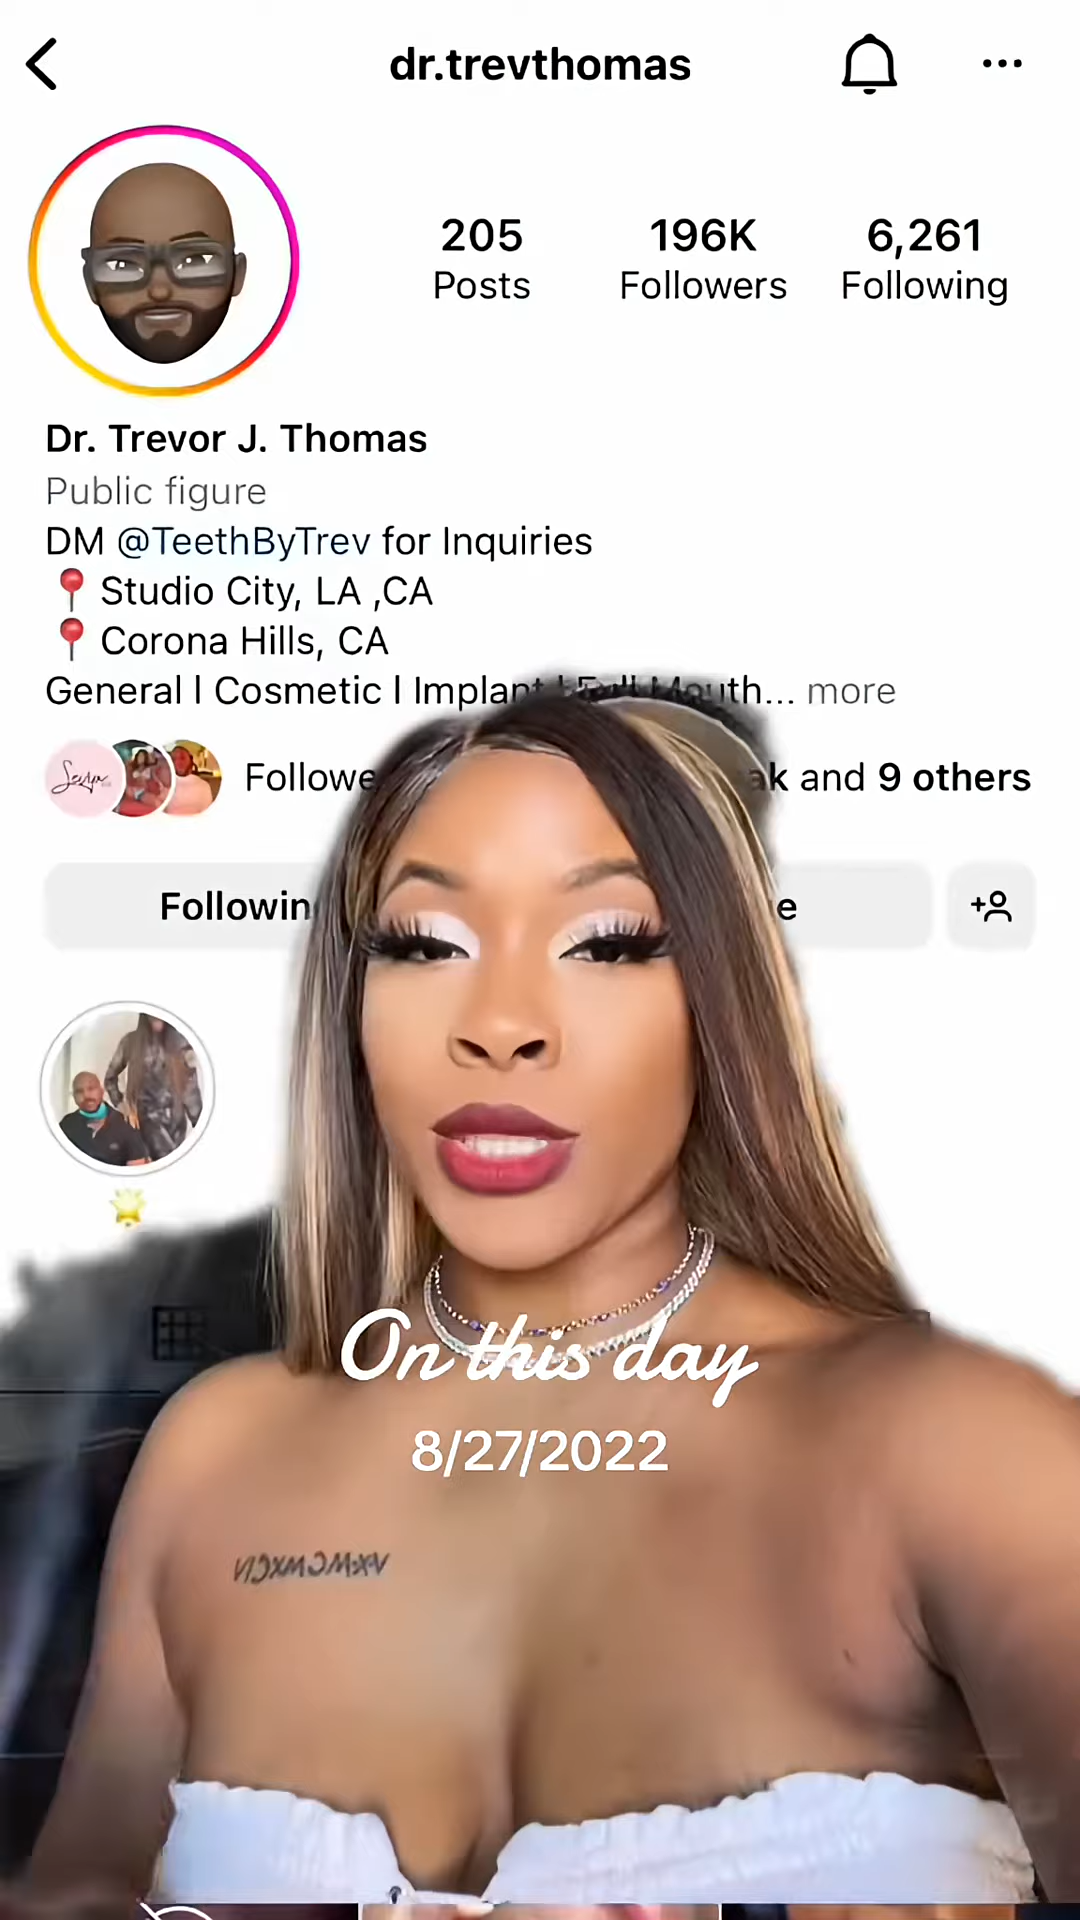 dr.trevthomas
205 196K 6,261
Posts Followers Following
Dr. Trevor J. Thomas
Public figure
DM @TeethByTrev for Inquiries
📍 Studio City, LA ,CA
📍 Corona Hills, CA
General | Cosmetic | Implant | Full Mouth... more
and 9 others
On this day
8/27/2022